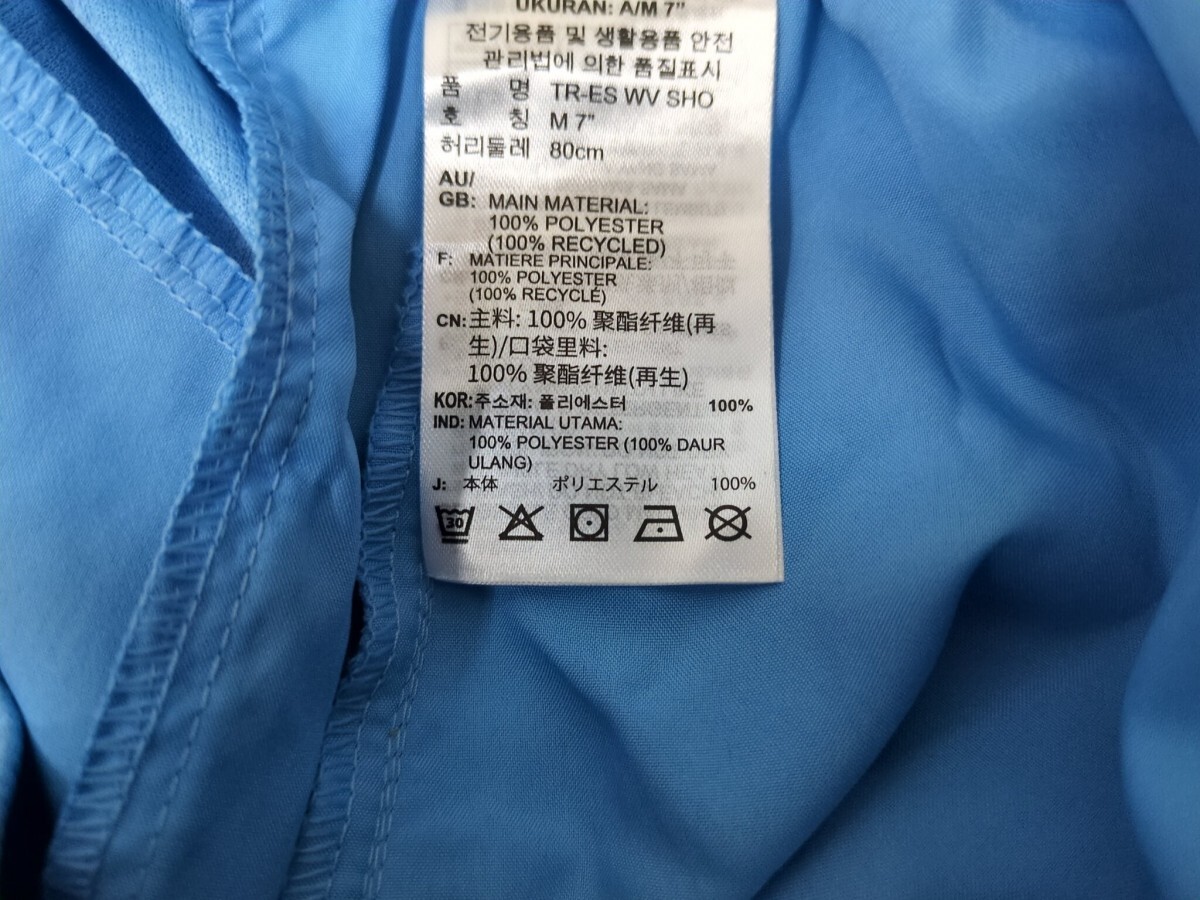 UKURAN: A/M 7"
전기용품 및 생활용품 안전
관리법에 의한 품질표시
품 명 TR-ES WV SHO
호 칭 M 7"
허리둘레 80cm
AU/
GB: MAIN MATERIAL:
100% POLYESTER
(100% RECYCLED)
F: MATIERE PRINCIPALE:
100% POLYESTER
(100% RECYCLÉ)
CN: 主料: 100% 聚酯纤维(再
生)/口袋里料:
100% 聚酯纤维(再生)
KOR: 주소재: 폴리에스터 100%
IND: MATERIAL UTAMA:
100% POLYESTER (100% DAUR
ULANG)
J: 本体 ポリエステル 100%
30